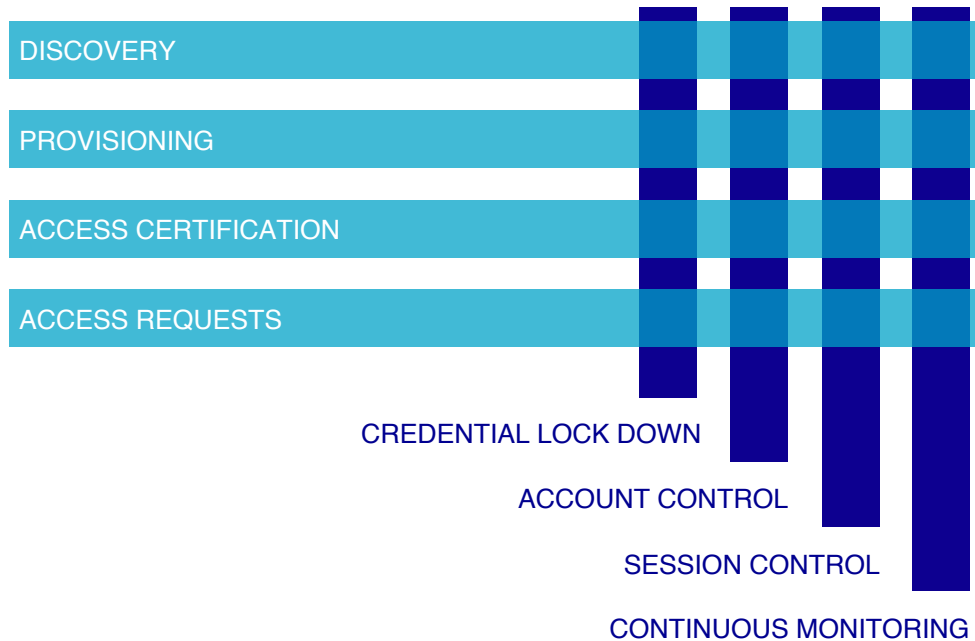 DISCOVERY
PROVISIONING
ACCESS CERTIFICATION
ACCESS REQUESTS
CREDENTIAL LOCK DOWN
ACCOUNT CONTROL
SESSION CONTROL
CONTINUOUS MONITORING